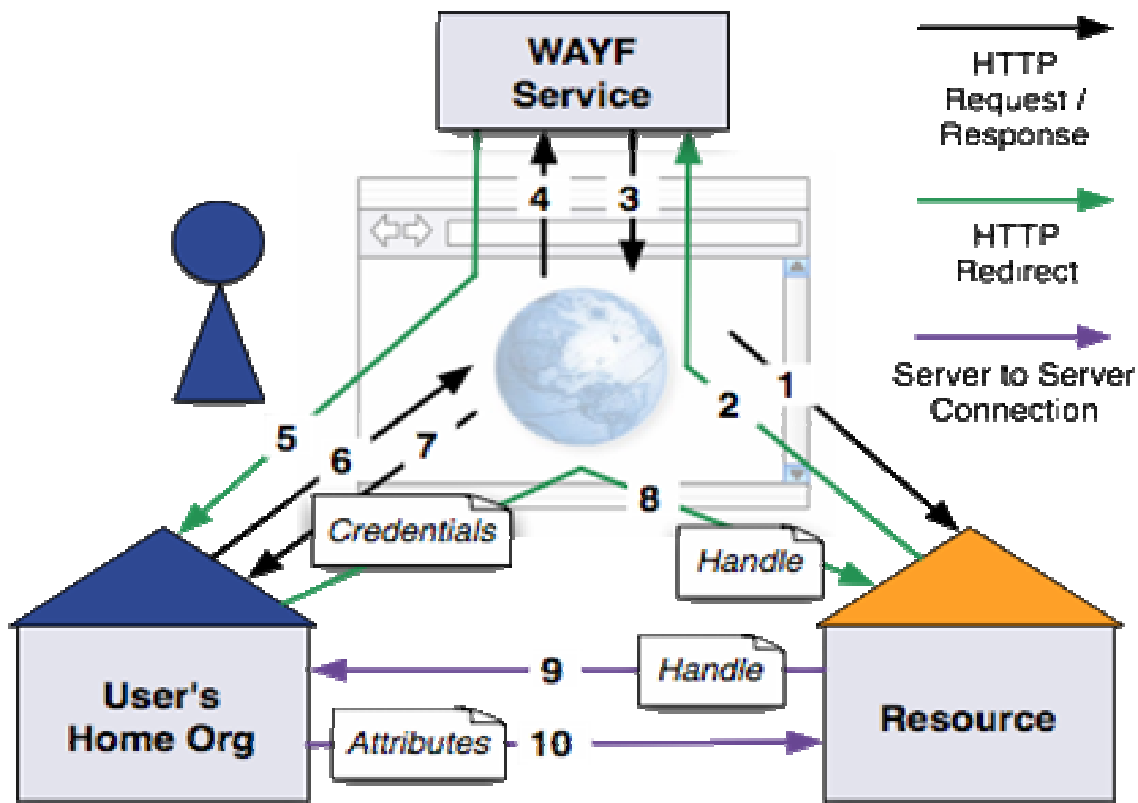 WAYF
Service
HTTP
Request /
Response
HTTP
Redirect
Server to Server
Connection
4
3
1
2
5
6
7
8
Credentials
Handle
9
Handle
User's
Home Org
Attributes
10
Resource